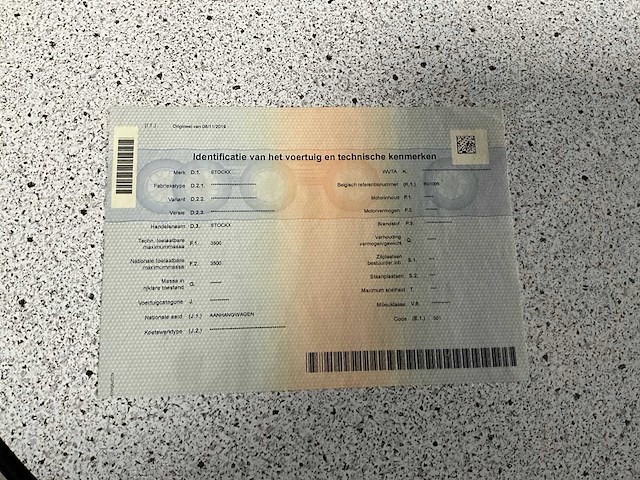 Origineel van 06/11/2014
Identificatie van het voertuig en technische kenmerken
Merk D.1. STOCKX
Fabriekstype D.2.1.
Variant D.2.2.
Versie D.2.3.
Handelsnaam D.3. STOCKX
Techn. toelaatbare maximummassa F.1. 3500
Nationale toelaatbare maximummassa F.2. 3500
Massa in rijklare toestand G.
Voertuigcategorie J.
Nationale aard (J.1.) AANHANGWAGEN
Koetswerktype (J.2.)
WVTA K.
Belgisch referentienummer (K.1.)
Motorinhoud P.1.
Motorvermogen P.2.
Brandstof P.3.
Verhouding vermogen/gewicht Q.
Zitplaatsen bestuurder inb. S.1.
Staanplaatsen S.2.
Maximum snelheid T.
Milieuklasse V.9.
Code (8.1.)